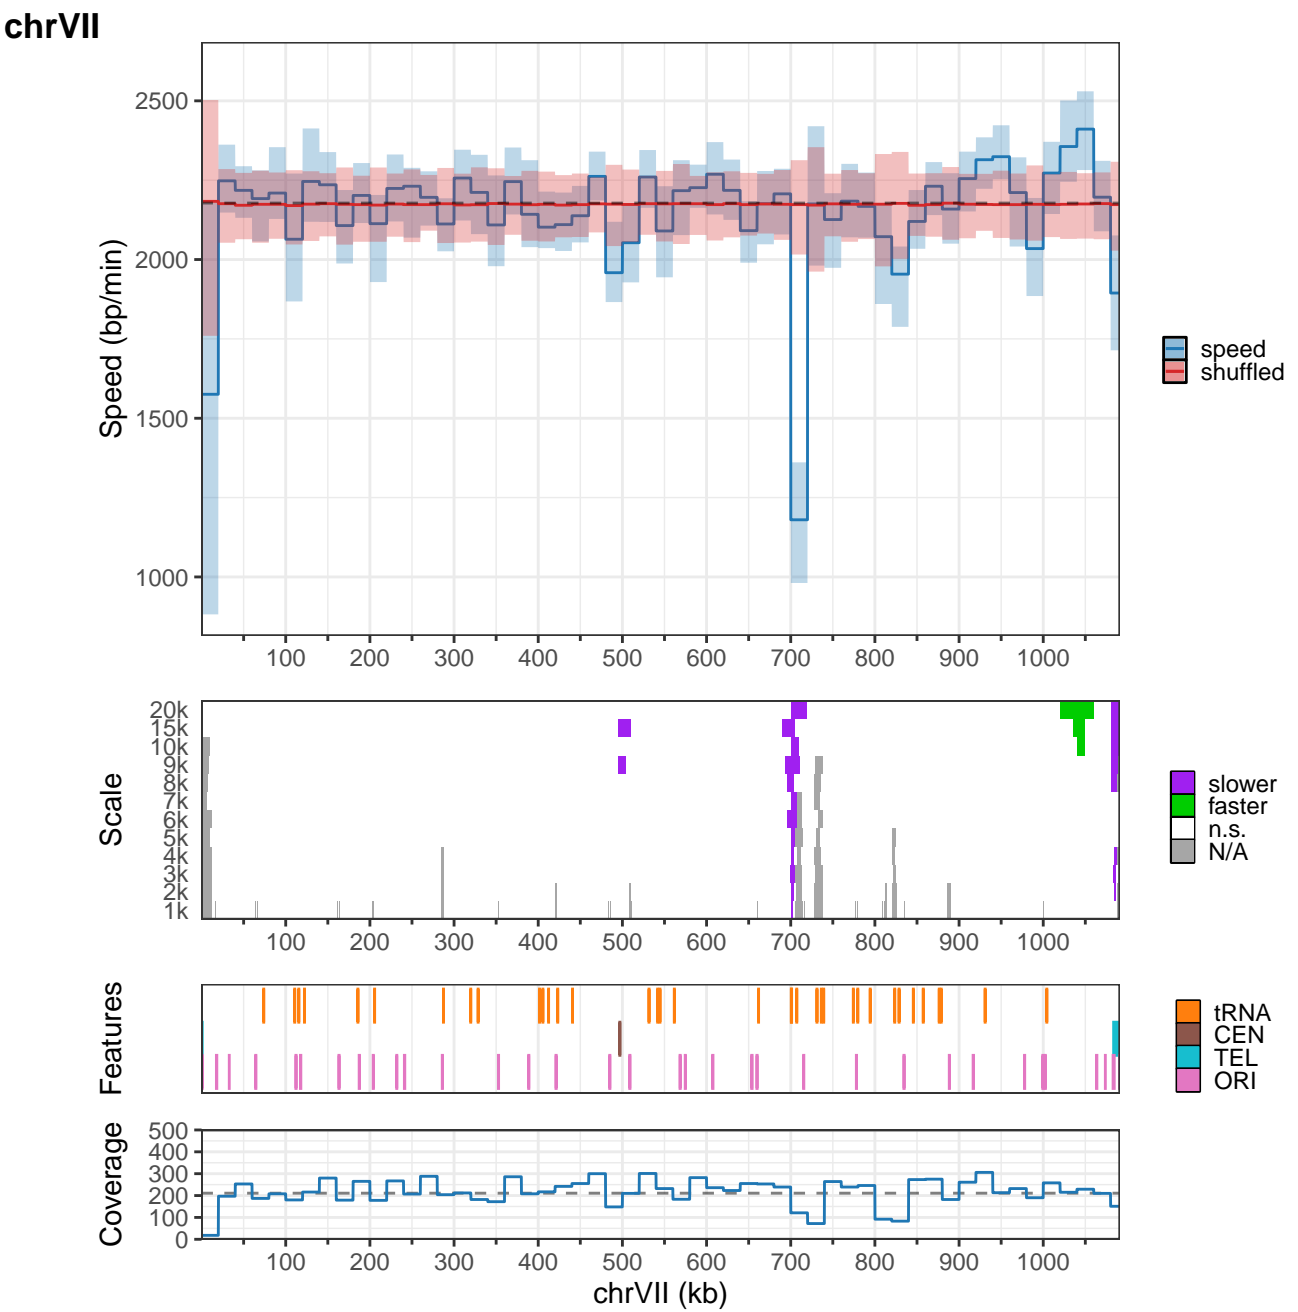 chrVII
Speed (bp/min)
2500
2000
1500
1000
100 200 300 400 500 600 700 800 900 1000
speed
shuffled
Scale
20k
15k
10k
9k
8k
7k
6k
5k
4k
3k
2k
1k
100 200 300 400 500 600 700 800 900 1000
slower
faster
n.s.
N/A
Features
tRNA
CEN
TEL
ORI
Coverage
500
400
300
200
100
0
100 200 300 400 500 600 700 800 900 1000
chrVII (kb)